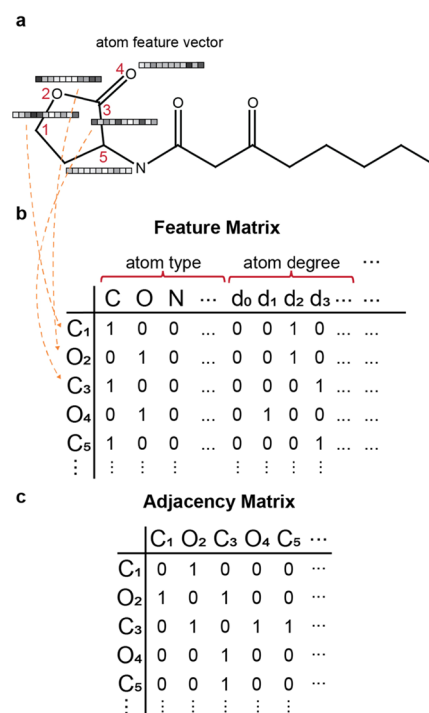 a
atom feature vector
4 O
2 O
3
1
5
N
O O
b
Feature Matrix
atom type atom degree ...
C O N ... d₀ d₁ d₂ d₃ ... ...
C₁ 1 0 0 ... 0 0 1 0 ... ...
O₂ 0 1 0 ... 0 0 1 0 ... ...
C₃ 1 0 0 ... 0 0 0 1 ... ...
O₄ 0 1 0 ... 0 1 0 0 ... ...
C₅ 1 0 0 ... 0 0 0 1 ... ...
⋮ ⋮ ⋮ ⋮ ⋮ ⋮ ⋮ ⋮
c
Adjacency Matrix
C₁ O₂ C₃ O₄ C₅ ...
C₁ 0 1 0 0 0 ...
O₂ 1 0 1 0 0 ...
C₃ 0 1 0 1 1 ...
O₄ 0 0 1 0 0 ...
C₅ 0 0 1 0 0 ...
⋮ ⋮ ⋮ ⋮ ⋮ ⋮